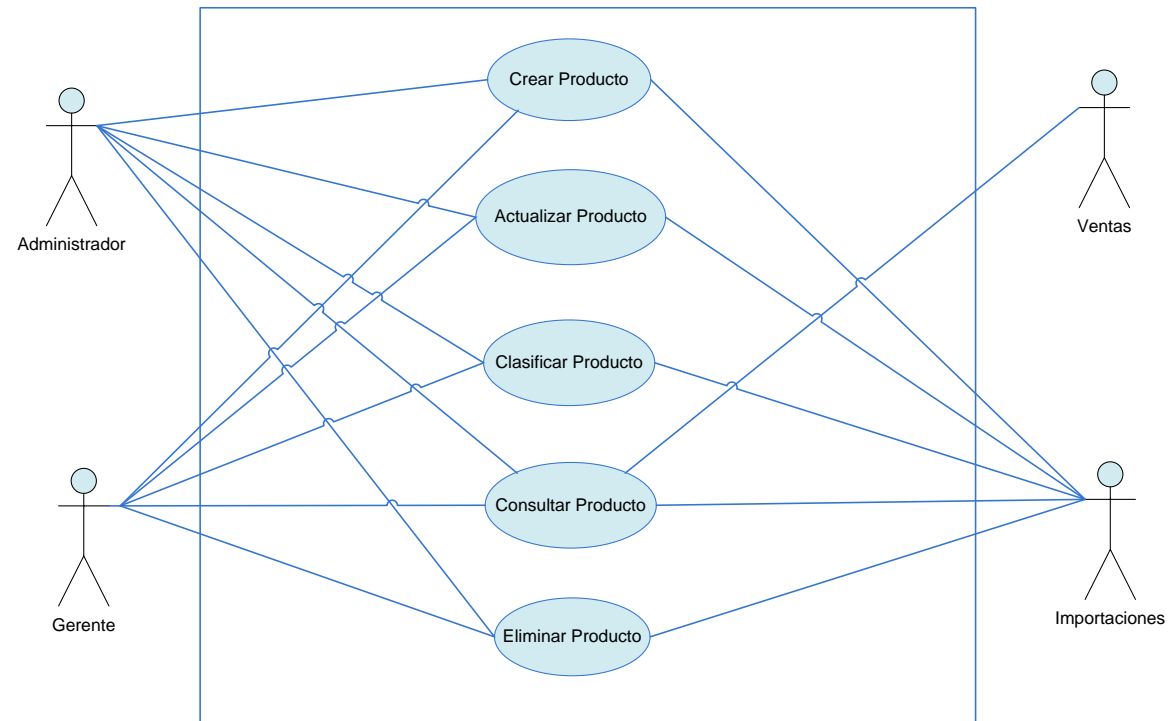 Crear Producto
Actualizar Producto
Ventas
Administrador
Clasificar Producto
Consultar Producto
Gerente
Importaciones
Eliminar Producto